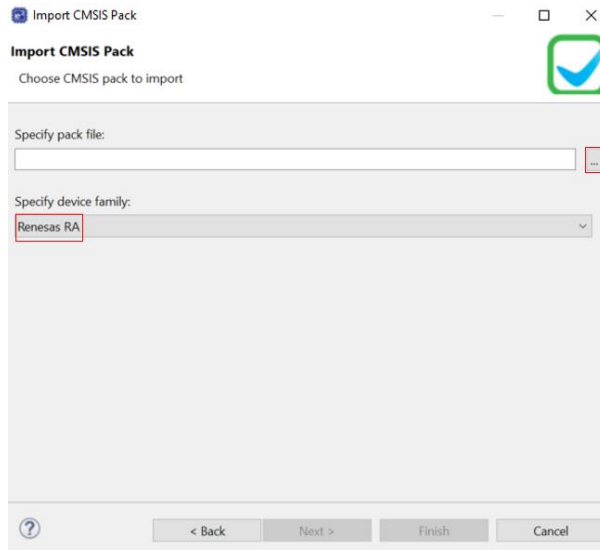 Import CMSIS Pack
Import CMSIS Pack
Choose CMSIS pack to import
Specify pack file:
...
Specify device family:
Renesas RA
?
< Back
Next >
Finish
Cancel